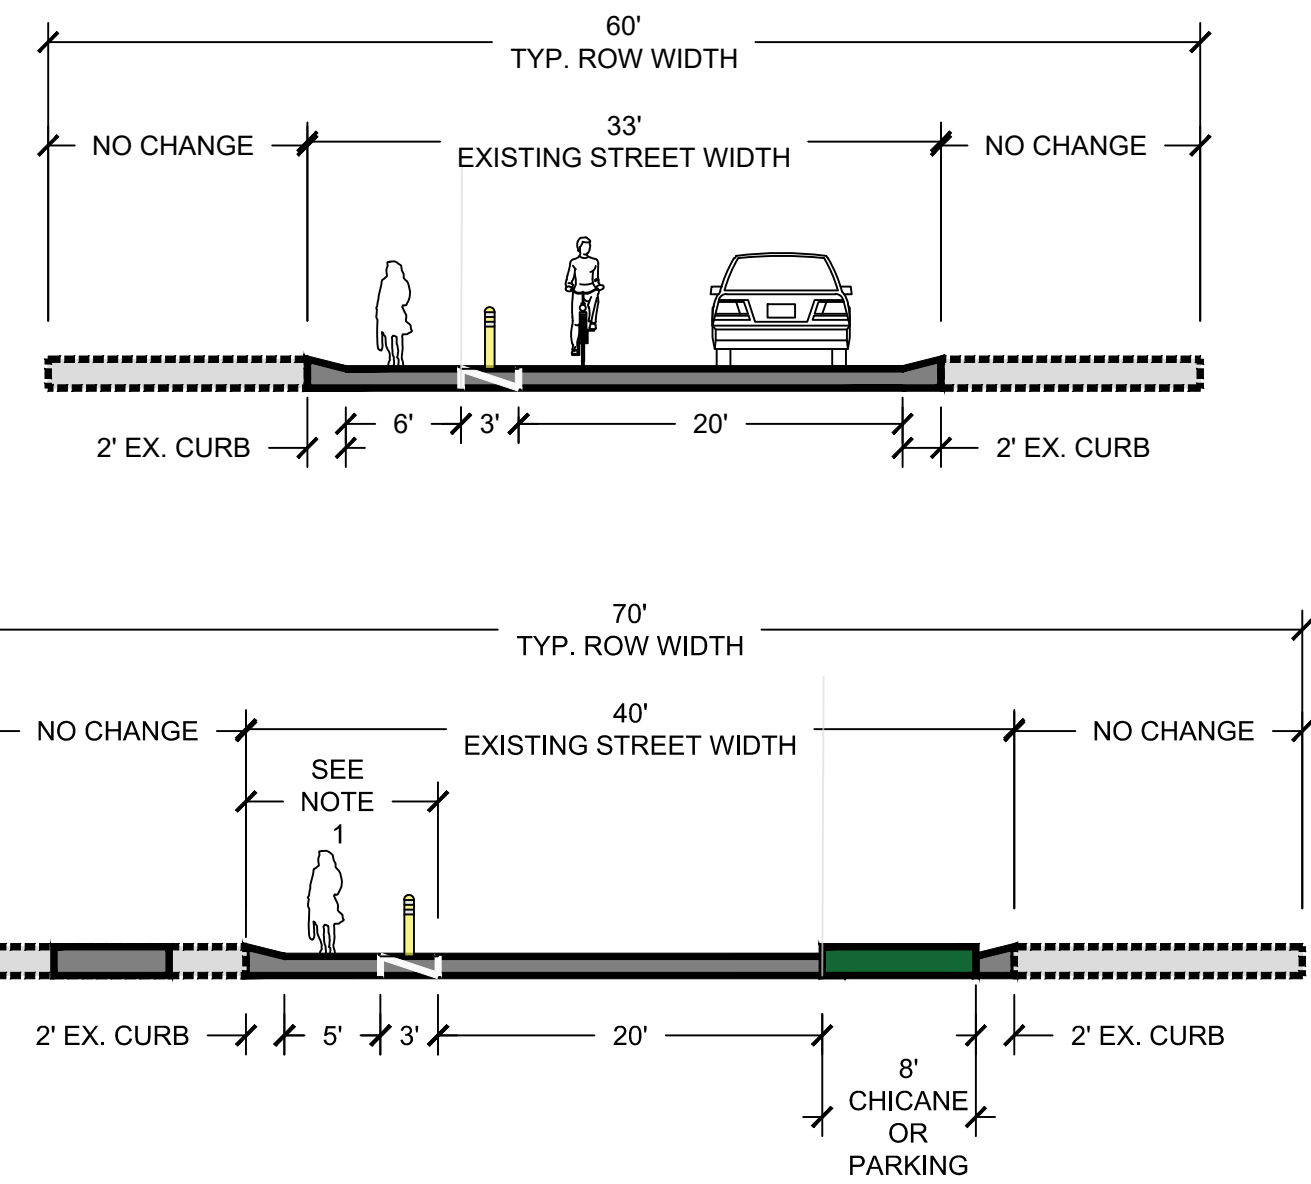 60'
TYP. ROW WIDTH
NO CHANGE
33'
EXISTING STREET WIDTH
NO CHANGE
6'
3'
20'
2' EX. CURB
2' EX. CURB
70'
TYP. ROW WIDTH
NO CHANGE
40'
EXISTING STREET WIDTH
NO CHANGE
SEE
NOTE
1
2' EX. CURB
5'
3'
20'
2' EX. CURB
8'
CHICANE
OR
PARKING